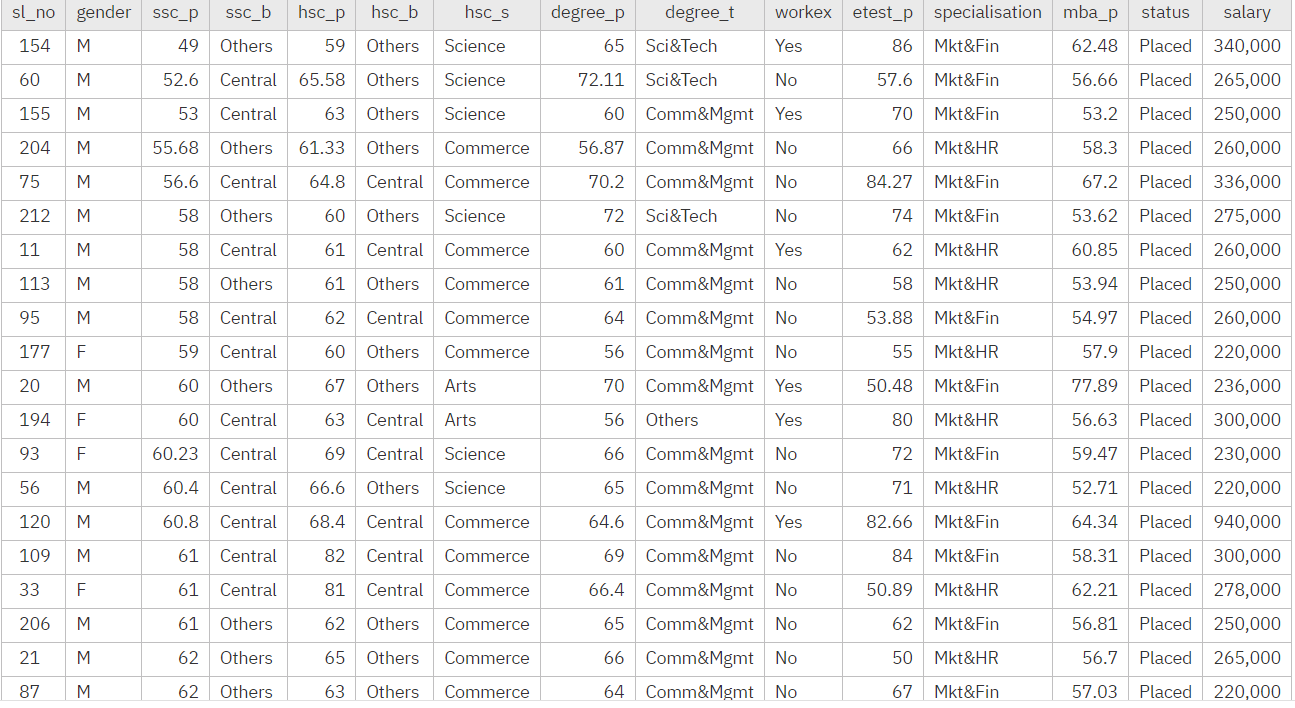 sl_no gender ssc_p ssc_b hsc_p hsc_b hsc_s degree_p degree_t workex etest_p specialisation mba_p status salary
154 M 49 Others 59 Others Science 65 Sci&Tech Yes 86 Mkt&Fin 62.48 Placed 340,000
60 M 52.6 Central 65.58 Others Science 72.11 Sci&Tech No 57.6 Mkt&Fin 56.66 Placed 265,000
155 M 53 Central 63 Others Science 60 Comm&Mgmt Yes 70 Mkt&Fin 53.2 Placed 250,000
204 M 55.68 Others 61.33 Others Commerce 56.87 Comm&Mgmt No 66 Mkt&HR 58.3 Placed 260,000
75 M 56.6 Central 64.8 Central Commerce 70.2 Comm&Mgmt No 84.27 Mkt&Fin 67.2 Placed 336,000
212 M 58 Others 60 Others Science 72 Sci&Tech No 74 Mkt&Fin 53.62 Placed 275,000
11 M 58 Central 61 Central Commerce 60 Comm&Mgmt Yes 62 Mkt&HR 60.85 Placed 260,000
113 M 58 Others 61 Others Commerce 61 Comm&Mgmt No 58 Mkt&HR 53.94 Placed 250,000
95 M 58 Central 62 Central Commerce 64 Comm&Mgmt No 53.88 Mkt&Fin 54.97 Placed 260,000
177 F 59 Central 60 Others Commerce 56 Comm&Mgmt No 55 Mkt&HR 57.9 Placed 220,000
20 M 60 Others 67 Others Arts 70 Comm&Mgmt Yes 50.48 Mkt&Fin 77.89 Placed 236,000
194 F 60 Central 63 Central Arts 56 Others Yes 80 Mkt&HR 56.63 Placed 300,000
93 F 60.23 Central 69 Central Science 66 Comm&Mgmt No 72 Mkt&Fin 59.47 Placed 230,000
56 M 60.4 Central 66.6 Others Science 65 Comm&Mgmt No 71 Mkt&HR 52.71 Placed 220,000
120 M 60.8 Central 68.4 Central Commerce 64.6 Comm&Mgmt Yes 82.66 Mkt&Fin 64.34 Placed 940,000
109 M 61 Central 82 Central Commerce 69 Comm&Mgmt No 84 Mkt&Fin 58.31 Placed 300,000
33 F 61 Central 81 Central Commerce 66.4 Comm&Mgmt No 50.89 Mkt&HR 62.21 Placed 278,000
206 M 61 Others 62 Others Commerce 65 Comm&Mgmt No 62 Mkt&Fin 56.81 Placed 250,000
21 M 62 Others 65 Others Commerce 66 Comm&Mgmt No 50 Mkt&HR 56.7 Placed 265,000
87 M 62 Others 63 Others Commerce 64 Comm&Mgmt No 67 Mkt&Fin 57.03 Placed 220,000